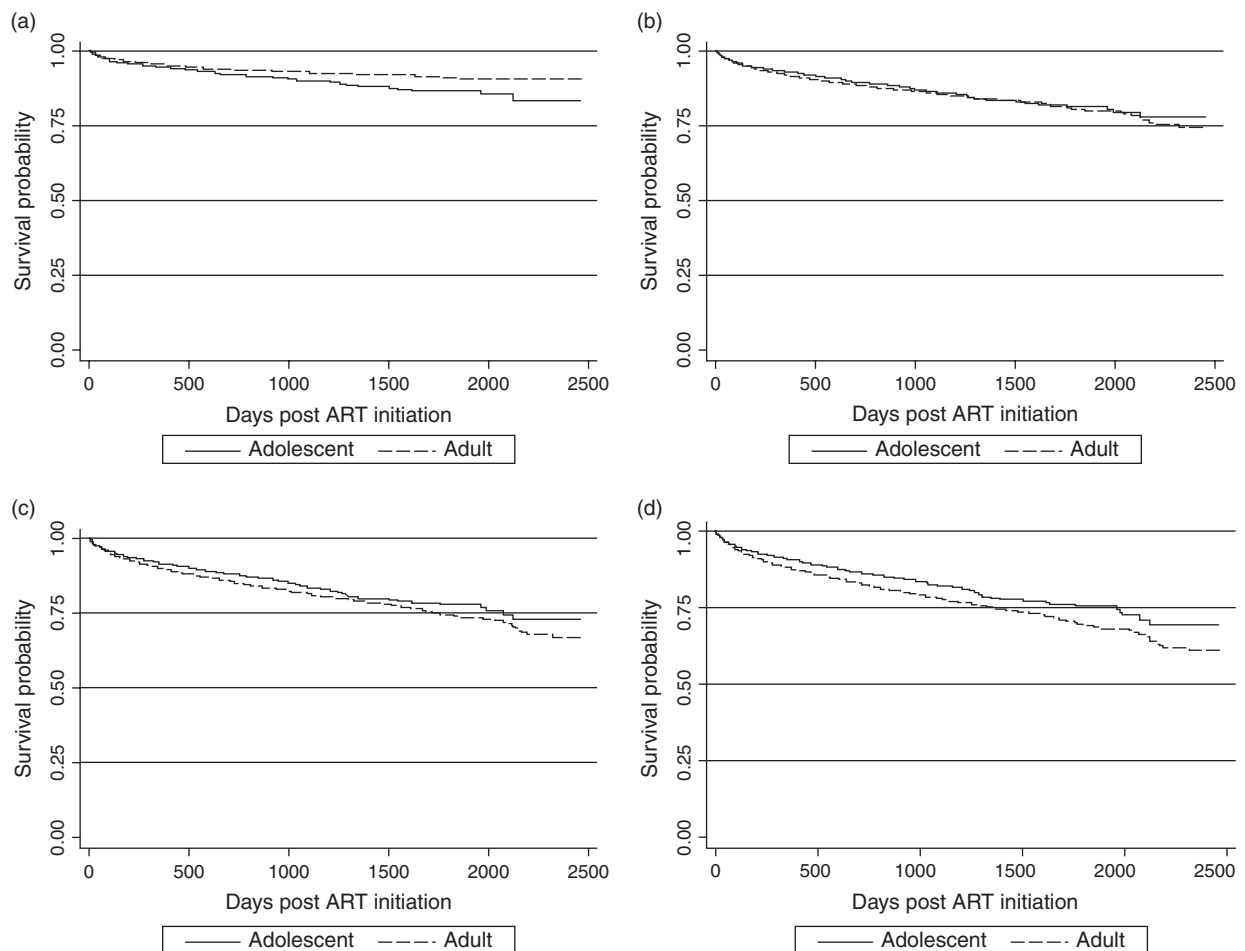 (a)
Survival probability
1.00
0.75
0.50
0.25
0.00
0 500 1000 1500 2000 2500
Days post ART initiation
Adolescent Adult
(b)
Survival probability
1.00
0.75
0.50
0.25
0.00
0 500 1000 1500 2000 2500
Days post ART initiation
Adolescent Adult
(c)
Survival probability
1.00
0.75
0.50
0.25
0.00
0 500 1000 1500 2000 2500
Days post ART initiation
Adolescent Adult
(d)
Survival probability
1.00
0.75
0.50
0.25
0.00
0 500 1000 1500 2000 2500
Days post ART initiation
Adolescent Adult